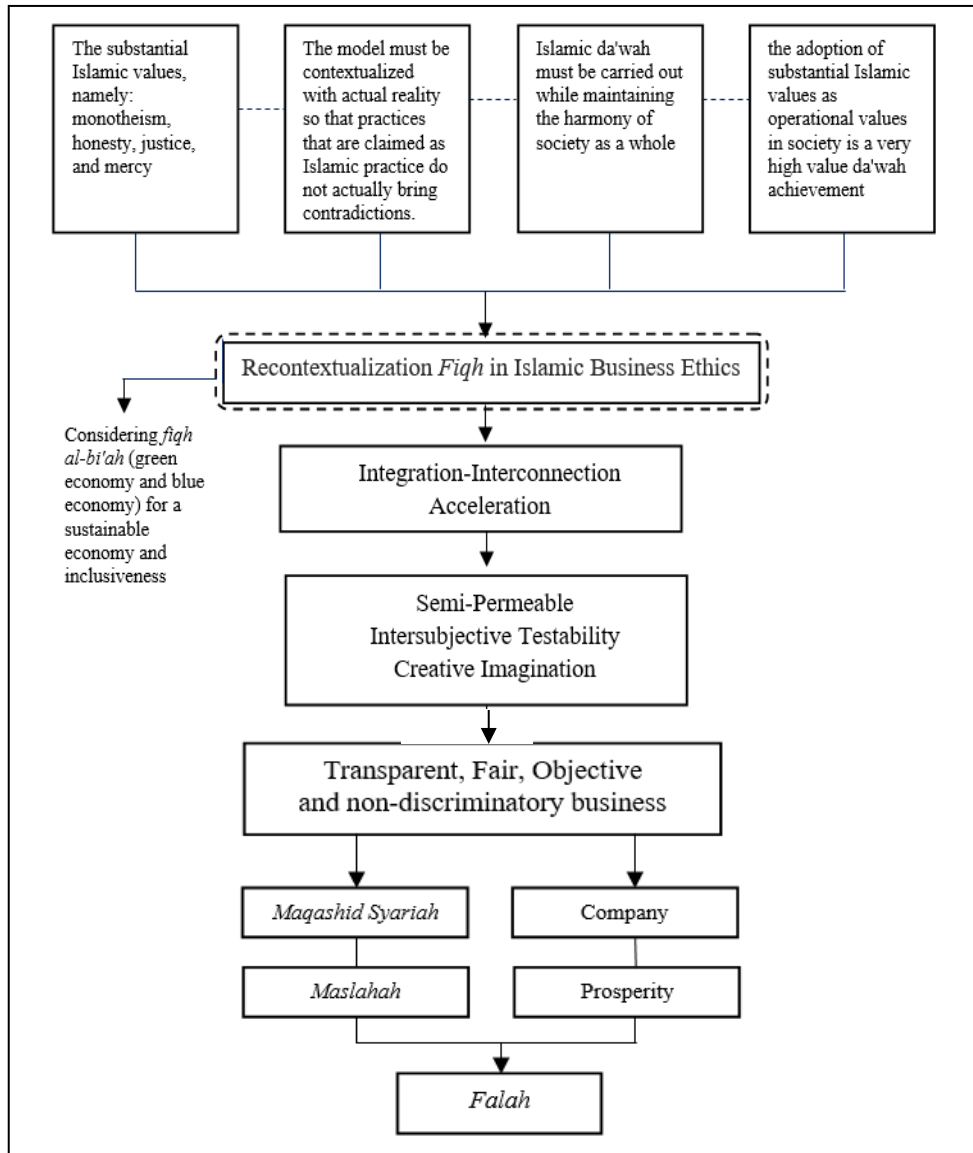 The substantial
Islamic values,
namely:
monotheism,
honesty, justice,
and mercy
The model must be
contextualized
with actual reality
so that practices
that are claimed as
Islamic practice do
not actually bring
contradictions.
Islamic da'wah
must be carried out
while maintaining
the harmony of
society as a whole
the adoption of
substantial Islamic
values as
operational values
in society is a very
high value da'wah
achievement
Recontextualization Fiqh in Islamic Business Ethics
Considering fiqh
al-bi'ah (green
economy and blue
economy) for a
sustainable
economy and
inclusiveness
Integration-Interconnection
Acceleration
Semi-Permeable
Intersubjective Testability
Creative Imagination
Transparent, Fair, Objective
and non-discriminatory business
Maqashid Syariah
Company
Maslahah
Prosperity
Falah